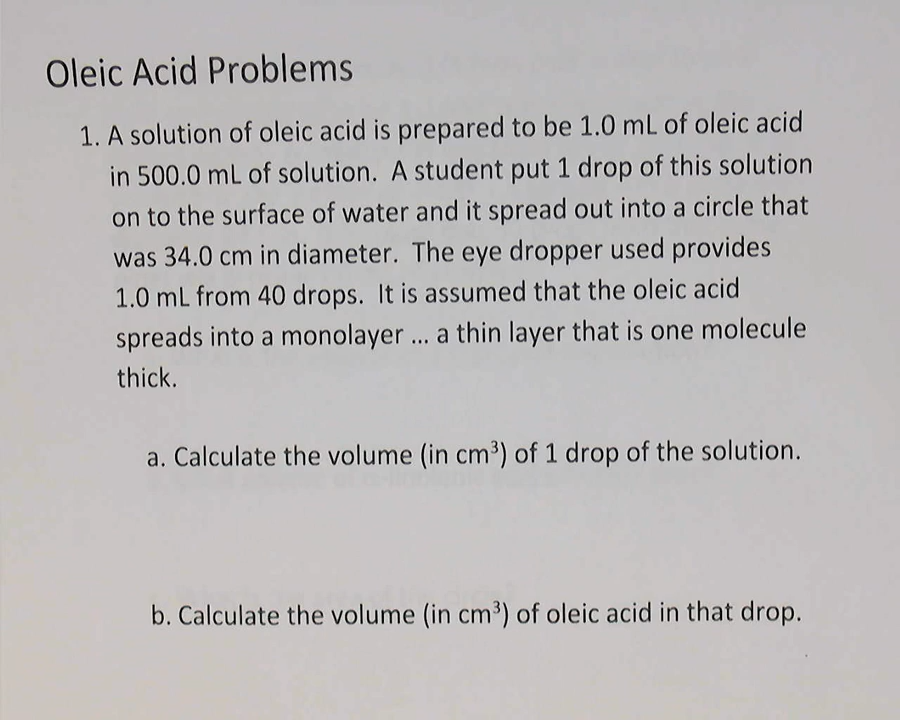 Oleic Acid Problems
1. A solution of oleic acid is prepared to be 1.0 mL of oleic acid
in 500.0 mL of solution. A student put 1 drop of this solution
on to the surface of water and it spread out into a circle that
was 34.0 cm in diameter. The eye dropper used provides
1.0 mL from 40 drops. It is assumed that the oleic acid
spreads into a monolayer ... a thin layer that is one molecule
thick.
a. Calculate the volume (in cm³) of 1 drop of the solution.
b. Calculate the volume (in cm³) of oleic acid in that drop.